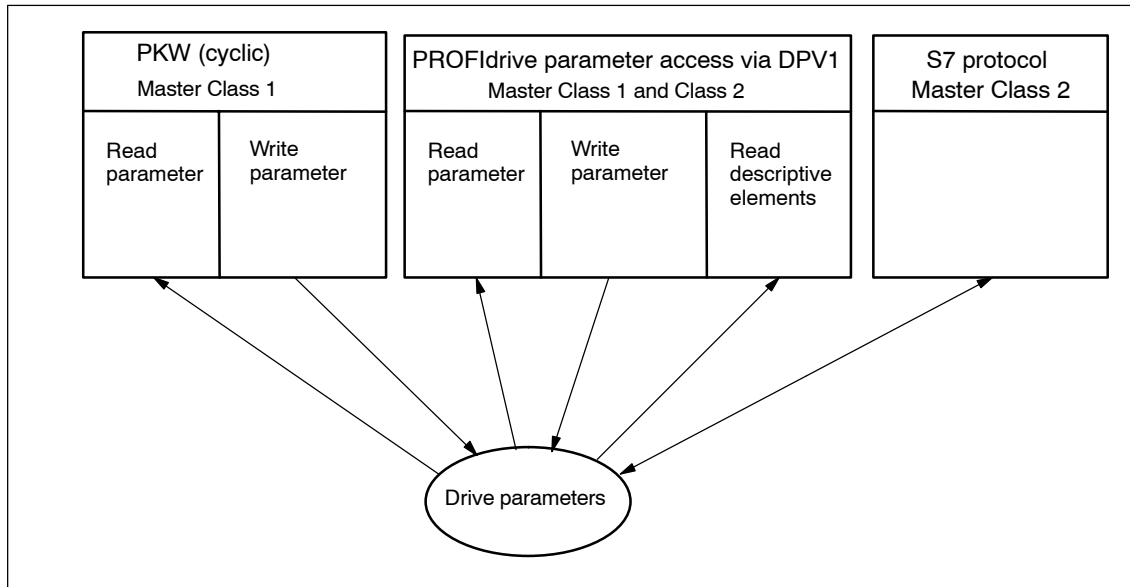 PKW (cyclic)
Master Class 1
Read
parameter
Write
parameter
PROFIdrive parameter access via DPV1
Master Class 1 and Class 2
Read
parameter
Write
parameter
Read
descriptive
elements
S7 protocol
Master Class 2
Drive parameters